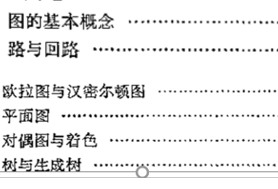 图的基本概念 ················
路与回路 ····················
欧拉图与汉密尔顿图 ················
平面图 ························
对偶图与着色 ····················
树与生成树 ····················